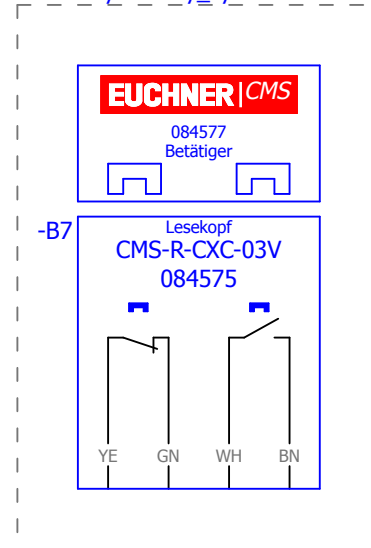 EUCHNER CMS
084577
Betätiger
-B7
Lesekopf
CMS-R-CXC-03V
084575
YE GN WH BN